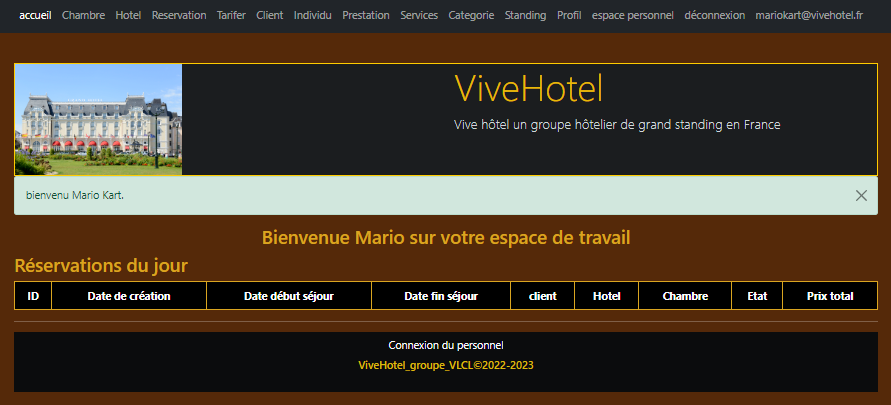 accueil Chambre Hotel Reservation Tarifer Client Individu Prestation Services Categorie Standing Profil espace personnel déconnexion mariokart@vivehotel.fr
ViveHotel
Vive hôtel un groupe hôtelier de grand standing en France
bienvenu Mario Kart.
Bienvenue Mario sur votre espace de travail
Réservations du jour
ID Date de création Date début séjour Date fin séjour client Hotel Chambre Etat Prix total
Connexion du personnel
ViveHotel_groupe_VLCL©2022-2023